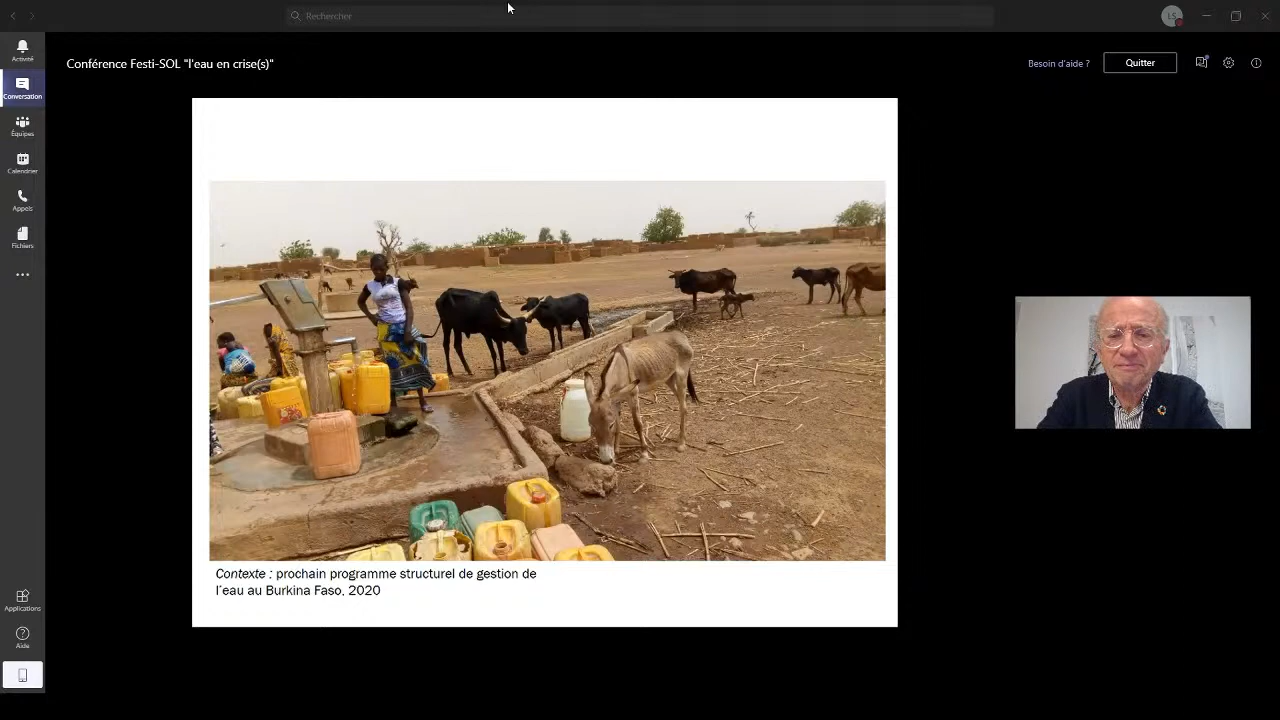 Rechercher
LS
Activité
Conférence Festi-SOL "l'eau en crise(s)"
Besoin d'aide ?
Quitter
Conversation
Équipes
Calendrier
Appels
Fichiers
Contexte : prochain programme structurel de gestion de
l'eau au Burkina Faso, 2020
Applications
Aide